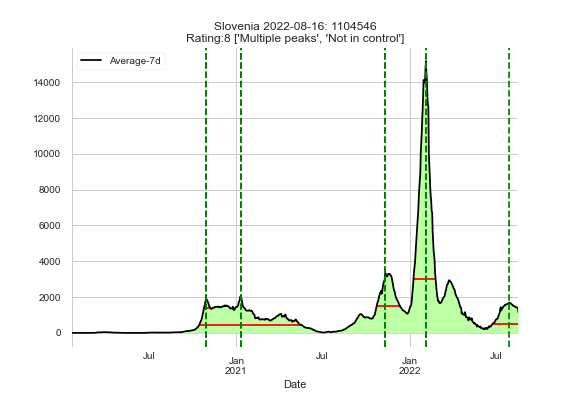 Slovenia 2022-08-16: 1104546
Rating:8 ['Multiple peaks', 'Not in control']
Average-7d
14000
12000
10000
8000
6000
4000
2000
0
Jul
Jan
2021
Jul
Jan
2022
Jul
Date